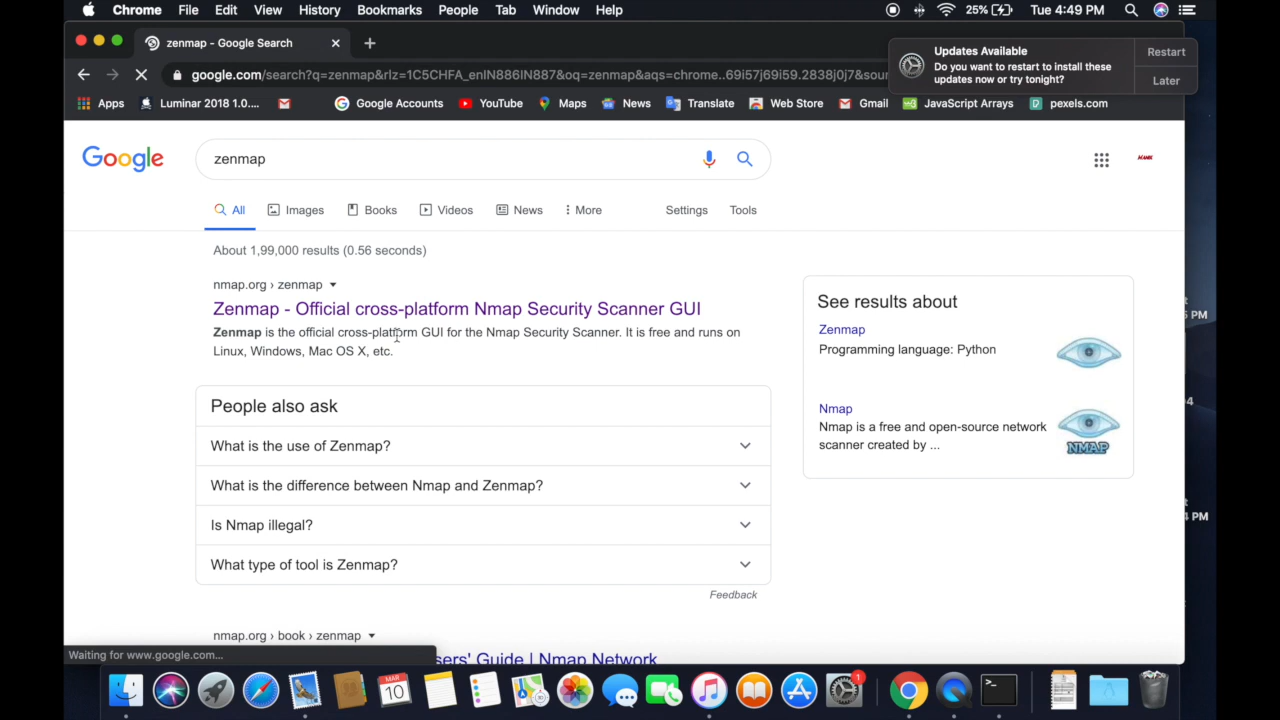 Chrome File Edit View History Bookmarks People Tab Window Help 25% Tue 4:49 PM
zenmap - Google Search
Updates Available
Do you want to restart to install these
updates now or try tonight?
Restart
Later
google.com/search?q=zenmap&rlz=1C5CHFA_enIN886IN887&oq=zenmap&aqs=chrome..69i57j69i59.2838j0j7&sou
Apps Luminar 2018 1.0.... Google Accounts YouTube Maps News Translate Web Store Gmail JavaScript Arrays pexels.com
Google
zenmap
All Images Books Videos News More Settings Tools
About 1,99,000 results (0.56 seconds)
nmap.org › zenmap
Zenmap - Official cross-platform Nmap Security Scanner GUI
Zenmap is the official cross-platform GUI for the Nmap Security Scanner. It is free and runs on
Linux, Windows, Mac OS X, etc.
People also ask
What is the use of Zenmap?
What is the difference between Nmap and Zenmap?
Is Nmap illegal?
What type of tool is Zenmap?
Feedback
nmap.org › book › zenmap
sers' Guide | Nmap Network
Waiting for www.google.com...
See results about
Zenmap
Programming language: Python
Nmap
Nmap is a free and open-source network
scanner created by ...
NMAP
PM
PM
MAR
10
1